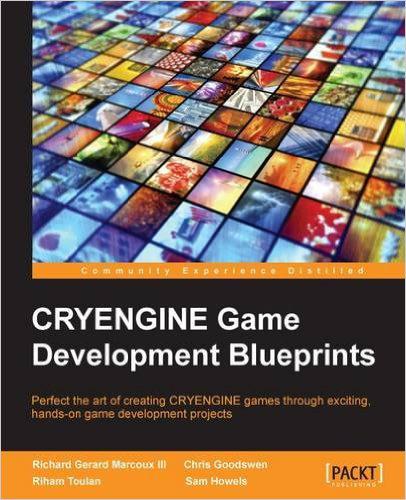 Community Experience Distilled
CRYENGINE Game
Development Blueprints
Perfect the art of creating CRYENGINE games through exciting,
hands-on game development projects
Richard Gerard Marcoux III Chris Goodswen
Riham Toulan Sam Howels
[PACKT]
PUBLISHING